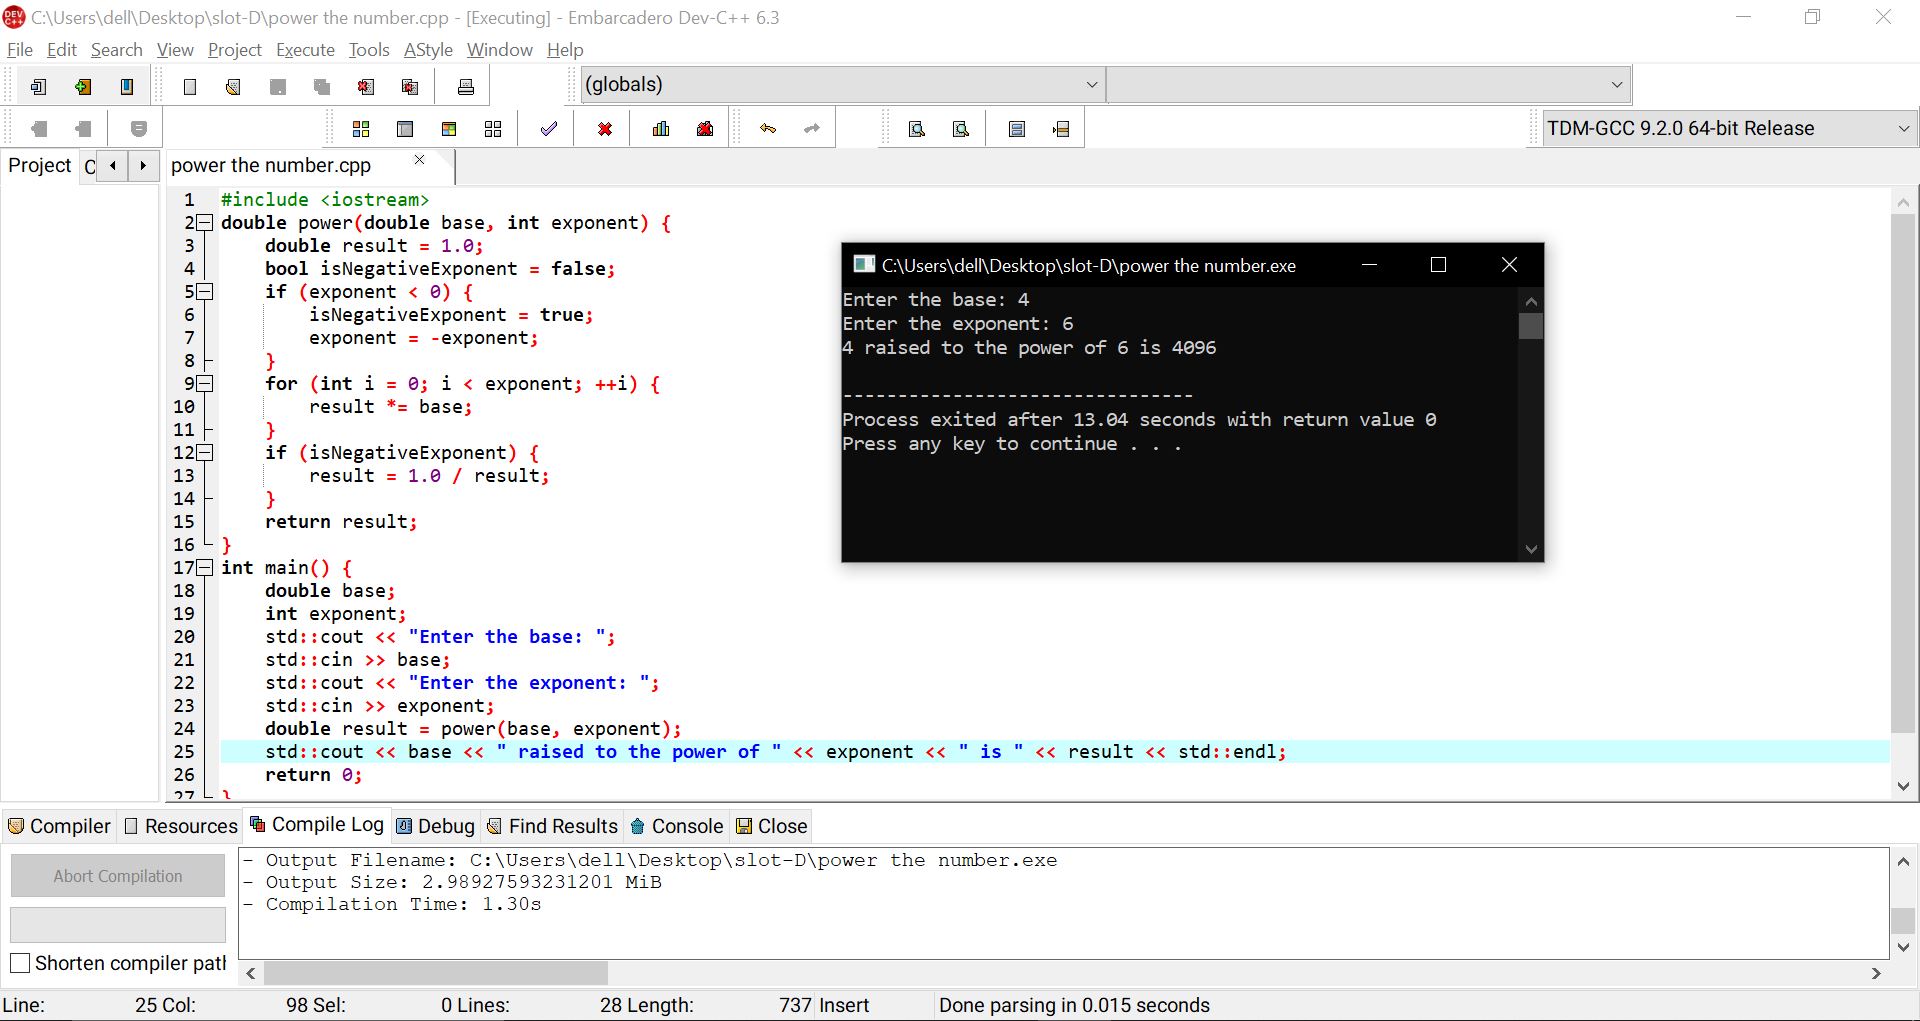 C:\Users\dell\Desktop\slot-D\power the number.cpp - [Executing] - Embarcadero Dev-C++ 6.3
File Edit Search View Project Execute Tools AStyle Window Help
(globals)
TDM-GCC 9.2.0 64-bit Release
Project C
power the number.cpp
1 #include <iostream>
2 double power(double base, int exponent) {
3     double result = 1.0;
4     bool isNegativeExponent = false;
5     if (exponent < 0) {
6         isNegativeExponent = true;
7         exponent = -exponent;
8     }
9     for (int i = 0; i < exponent; ++i) {
10         result *= base;
11     }
12     if (isNegativeExponent) {
13         result = 1.0 / result;
14     }
15     return result;
16 }
17 int main() {
18     double base;
19     int exponent;
20     std::cout << "Enter the base: ";
21     std::cin >> base;
22     std::cout << "Enter the exponent: ";
23     std::cin >> exponent;
24     double result = power(base, exponent);
25     std::cout << base << " raised to the power of " << exponent << " is " << result << std::endl;
26     return 0;
27 }
C:\Users\dell\Desktop\slot-D\power the number.exe
Enter the base: 4
Enter the exponent: 6
4 raised to the power of 6 is 4096
--------------------------------
Process exited after 13.04 seconds with return value 0
Press any key to continue . . .
Compiler Resources Compile Log Debug Find Results Console Close
Abort Compilation
Shorten compiler path
- Output Filename: C:\Users\dell\Desktop\slot-D\power the number.exe
- Output Size: 2.98927593231201 MiB
- Compilation Time: 1.30s
Line: 25 Col: 98 Sel: 0 Lines: 28 Length: 737 Insert Done parsing in 0.015 seconds